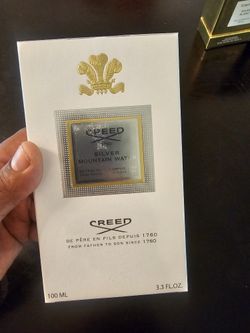 CREED
SILVER
MOUNTAIN WAT
CREED
DE PÈRE EN FILS DEPUIS 1760
FROM FATHER TO SON SINCE 1760
100 ML
3.3 FL.OZ.